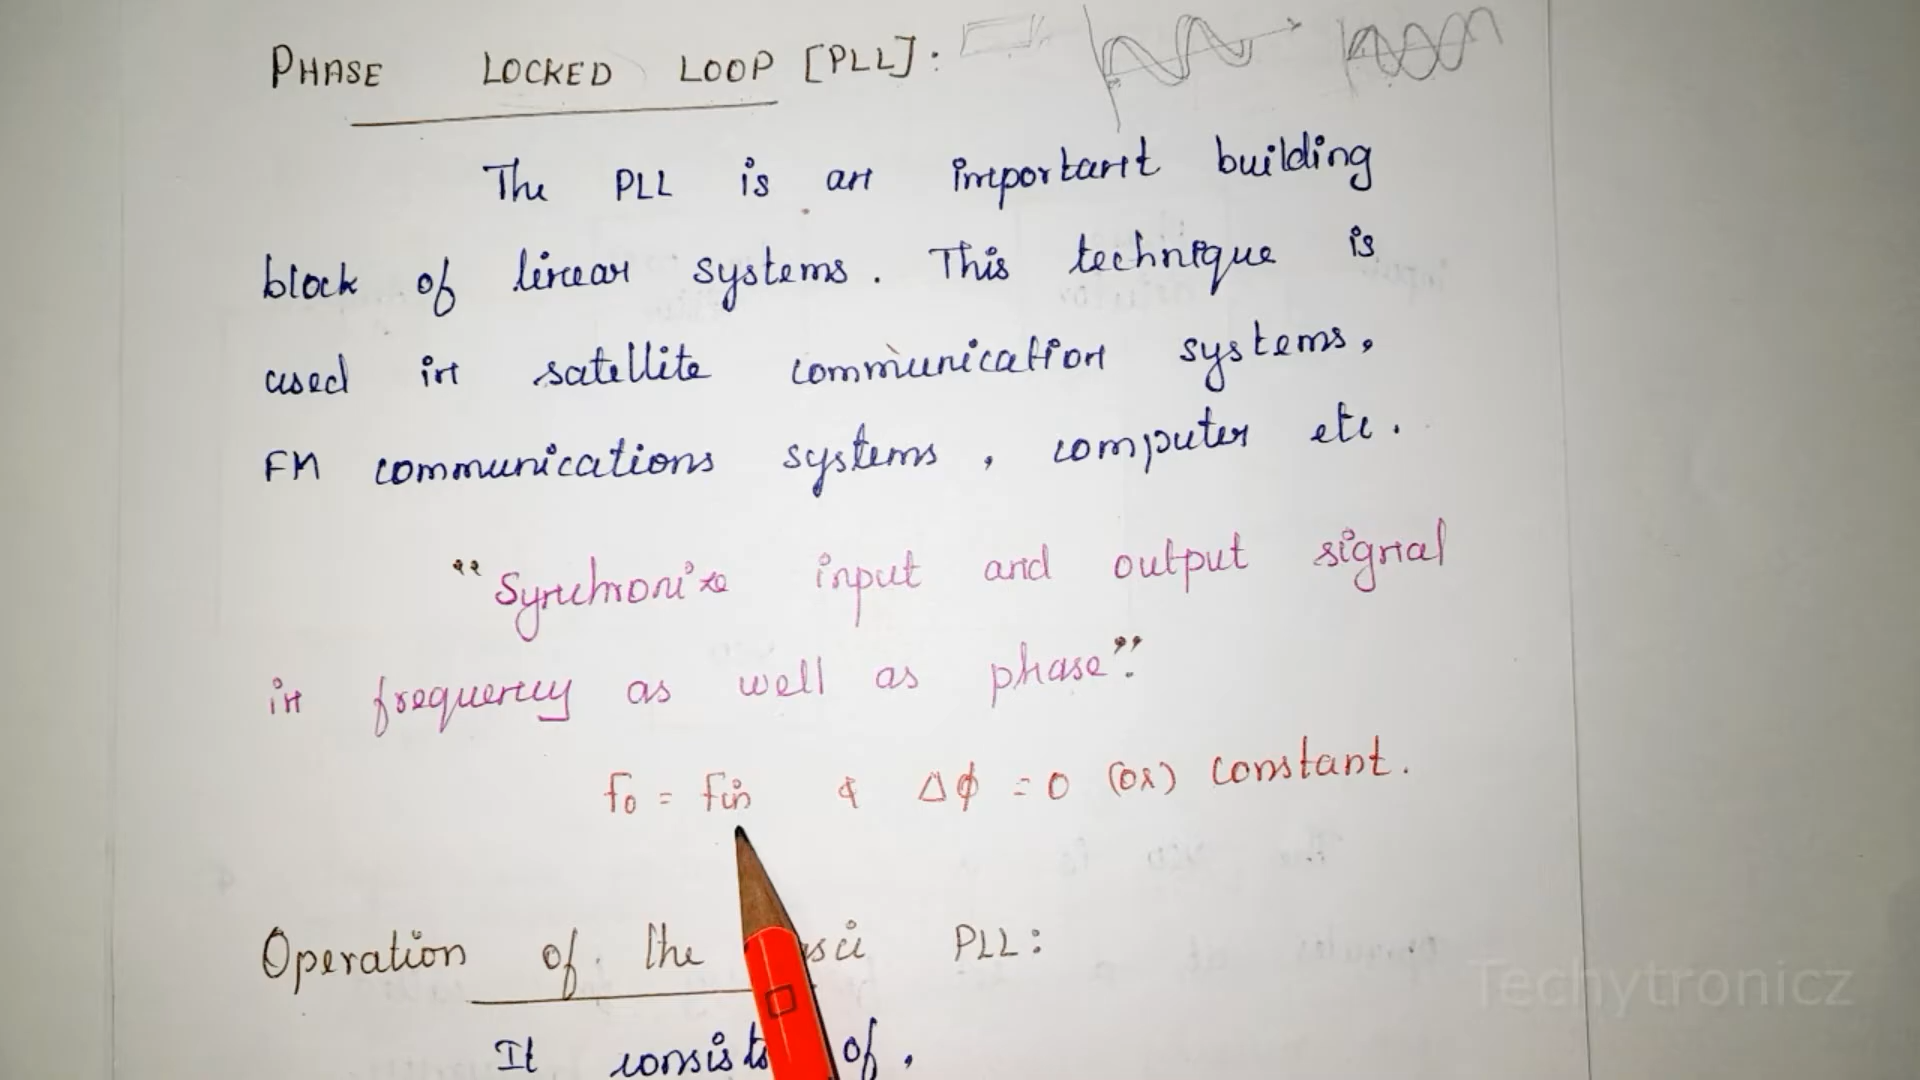 PHASE LOCKED LOOP [PLL]:
The PLL is an important building
block of linear systems. This technique is
used in satellite communication systems,
FM communications systems, computer etc.
"Synchronize input and output signal
in frequency as well as phase".
fo = fin & Δϕ = 0 (or) constant.
Operation of the PLL:
It consists of,
Techytronicz